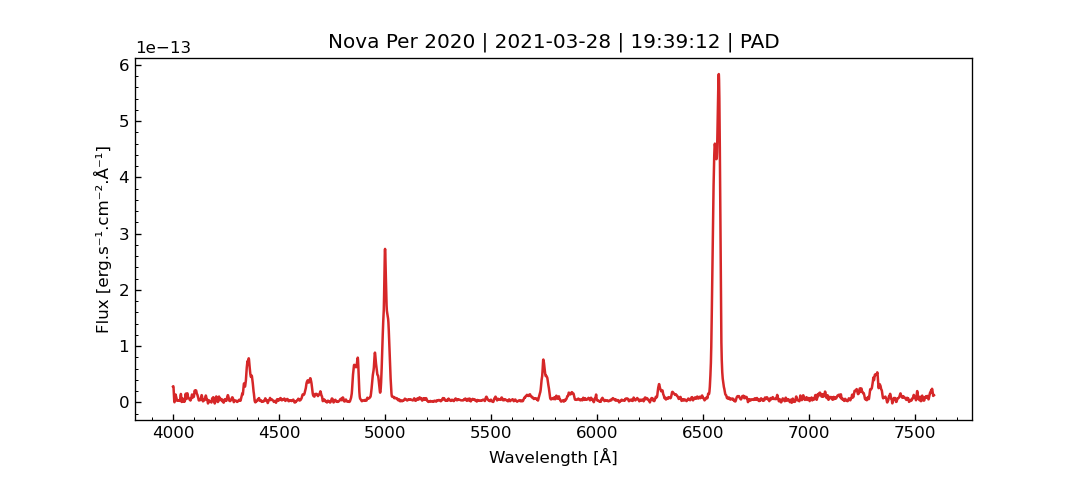 Nova Per 2020 | 2021-03-28 | 19:39:12 | PAD
1e−13
6
5
4
3
2
1
0
Flux [erg.s⁻¹.cm⁻².Å⁻¹]
4000 4500 5000 5500 6000 6500 7000 7500
Wavelength [Å]